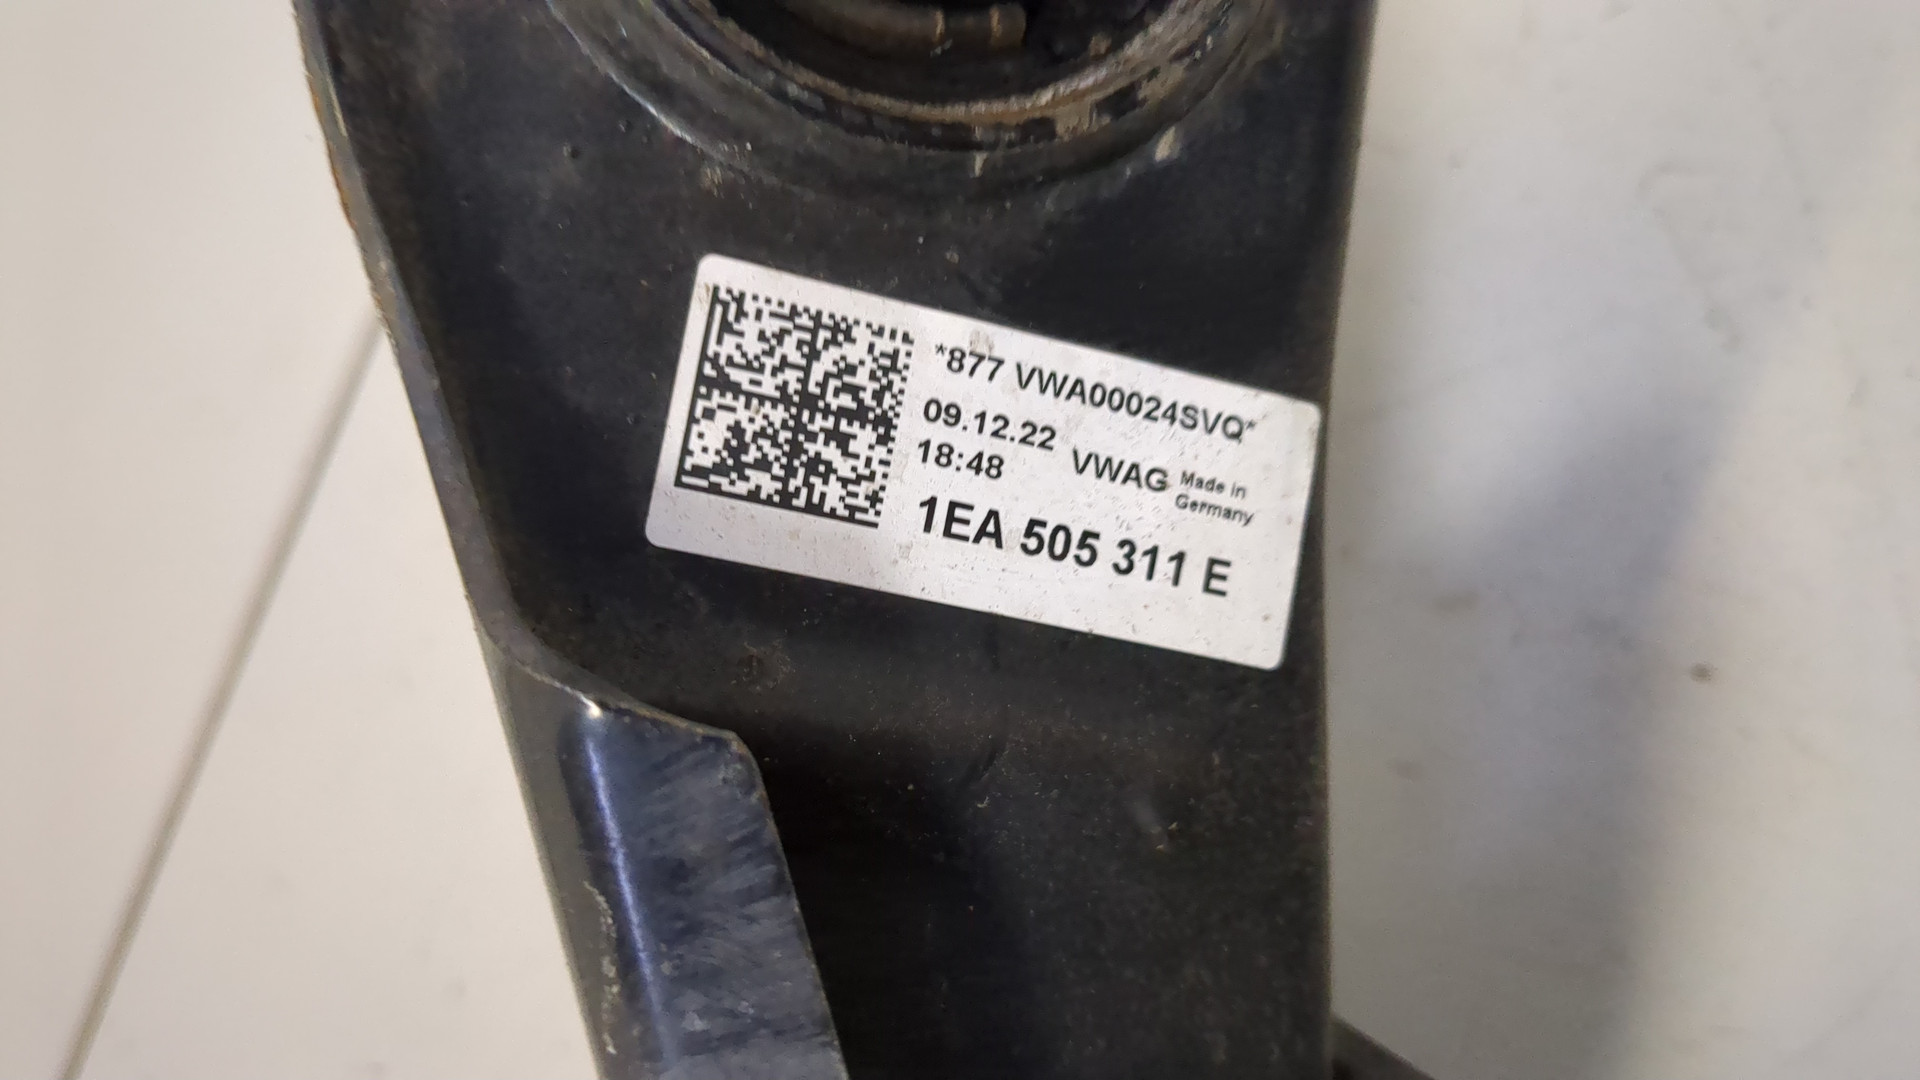 *877 VWA00024SVQ*
09.12.22
18:48
VWAG
Made in
Germany
1EA 505 311 E